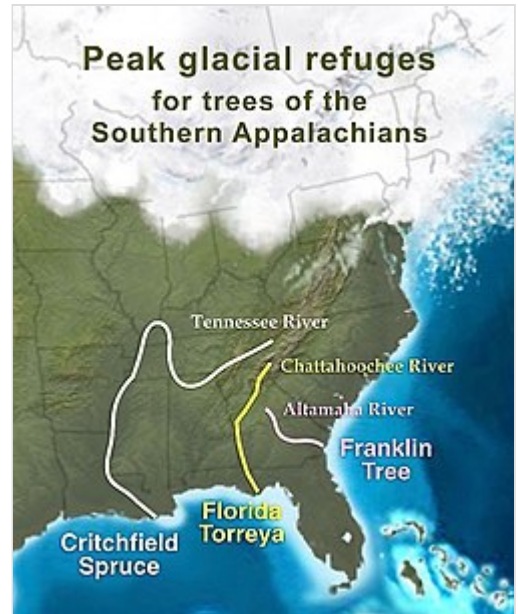 Peak glacial refuges
for trees of the
Southern Appalachians
Tennessee River
Chattahoochee River
Altamaha River
Franklin
Tree
Florida
Torreya
Critchfield
Spruce